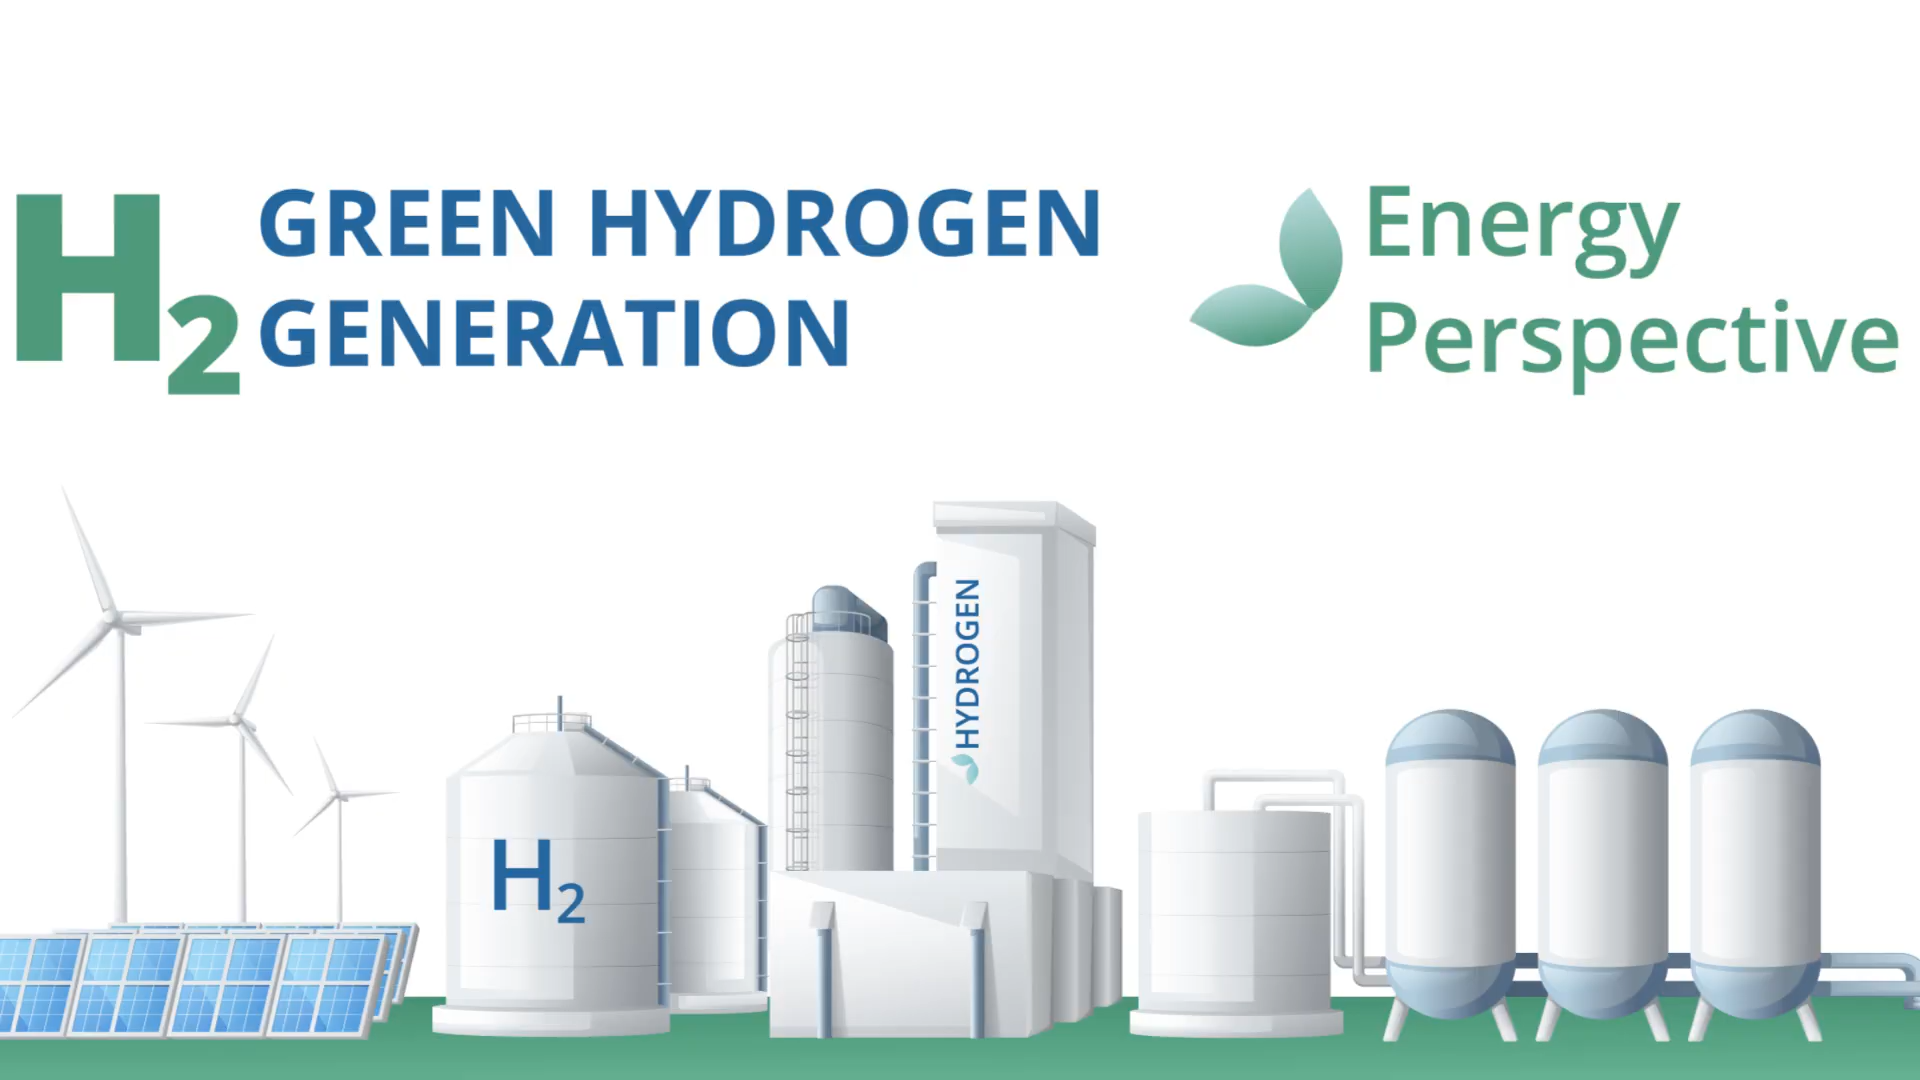 H2
GREEN HYDROGEN
GENERATION
Energy
Perspective
HYDROGEN
H2